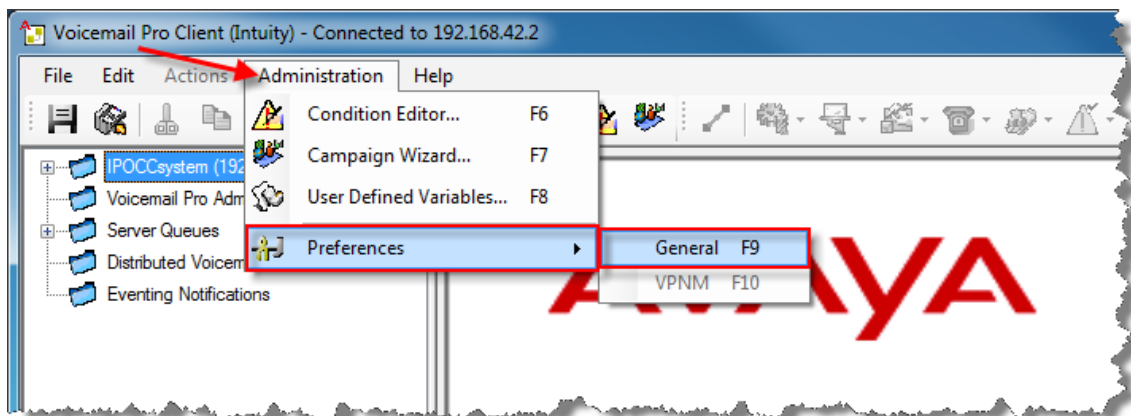 Voicemail Pro Client (Intuity) - Connected to 192.168.42.2
File Edit Actions Administration Help
Condition Editor... F6
Campaign Wizard... F7
User Defined Variables... F8
Preferences
General F9
VPNM F10
IPOCCsystem (192
Voicemail Pro Adm
Server Queues
Distributed Voicem
Eventing Notifications
AVAYA